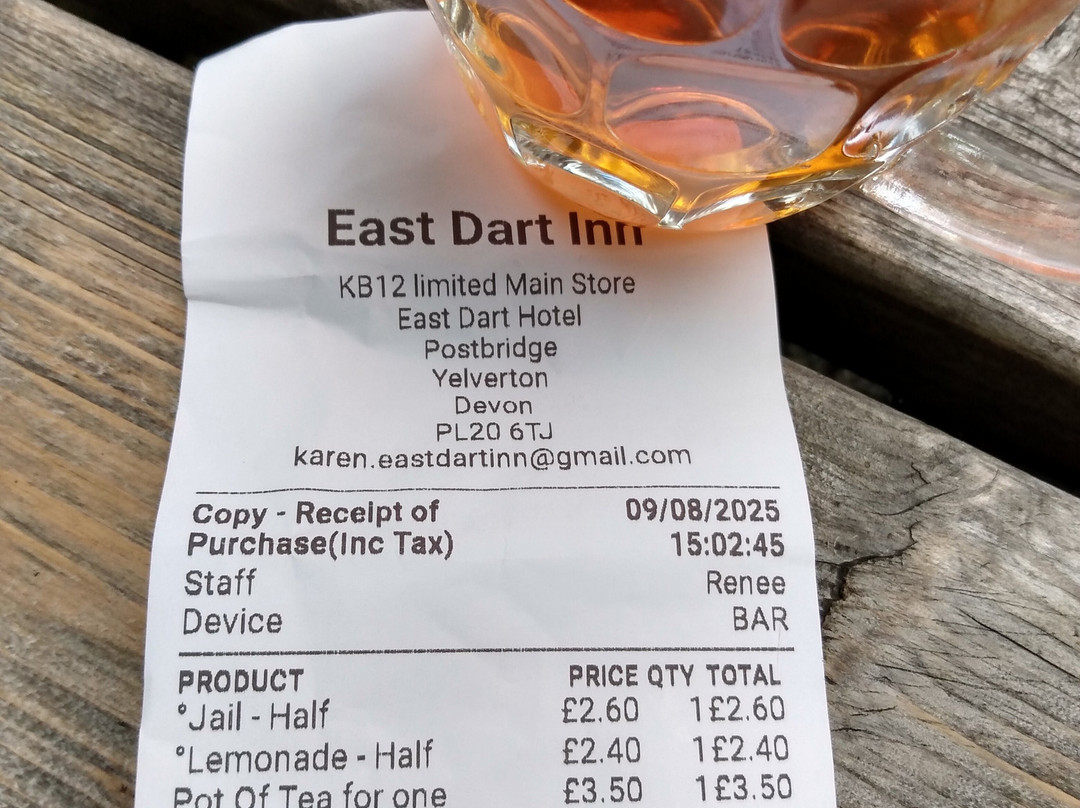 East Dart Inn
KB12 limited Main Store
East Dart Hotel
Postbridge
Yelverton
Devon
PL20 6TJ
karen.eastdartinn@gmail.com
Copy - Receipt of 09/08/2025
Purchase(Inc Tax) 15:02:45
Staff Renee
Device BAR
PRODUCT PRICE QTY TOTAL
°Jail - Half £2.60 1 £2.60
°Lemonade - Half £2.40 1 £2.40
Pot Of Tea for one £3.50 1 £3.50